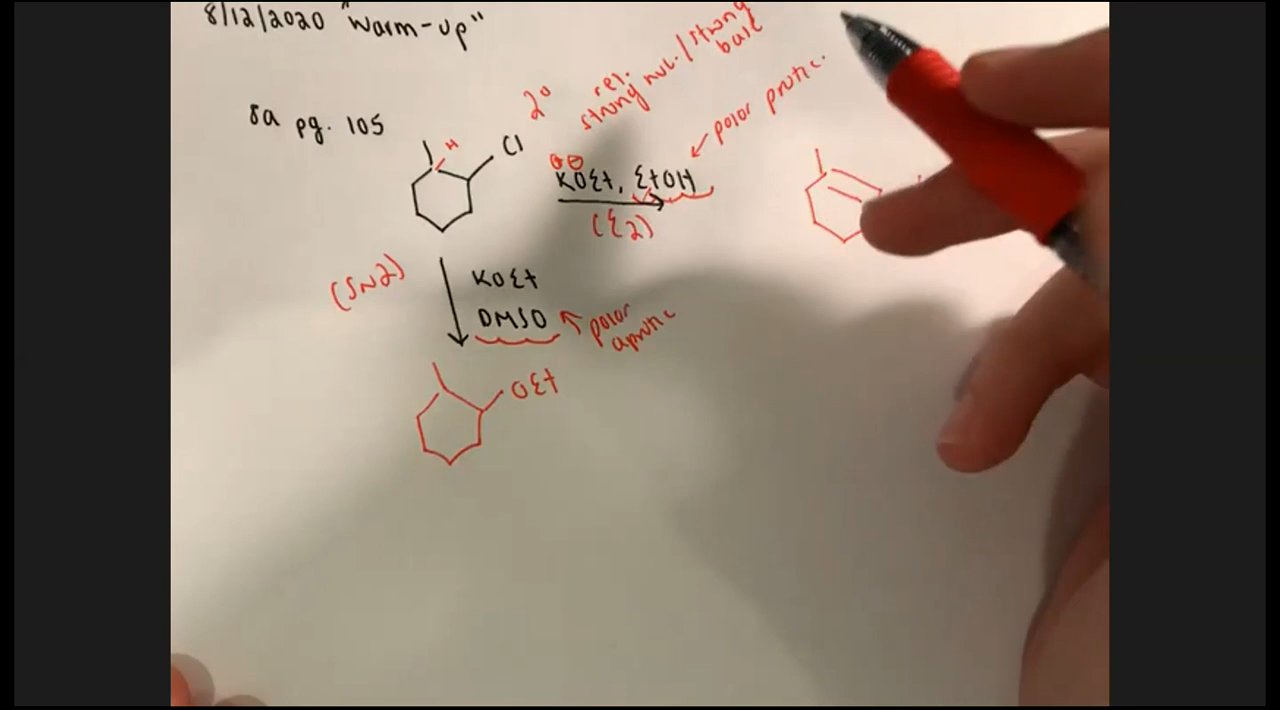 8/12/2020 "Warm-up"
8a pg. 105
2°
rel.
strong nuc./strong
base
polar protic.
H
Cl
⊕⊖
KOEt, EtOH
(E2)
(SN2)
KOEt
DMSO
polar
aprotic
OEt